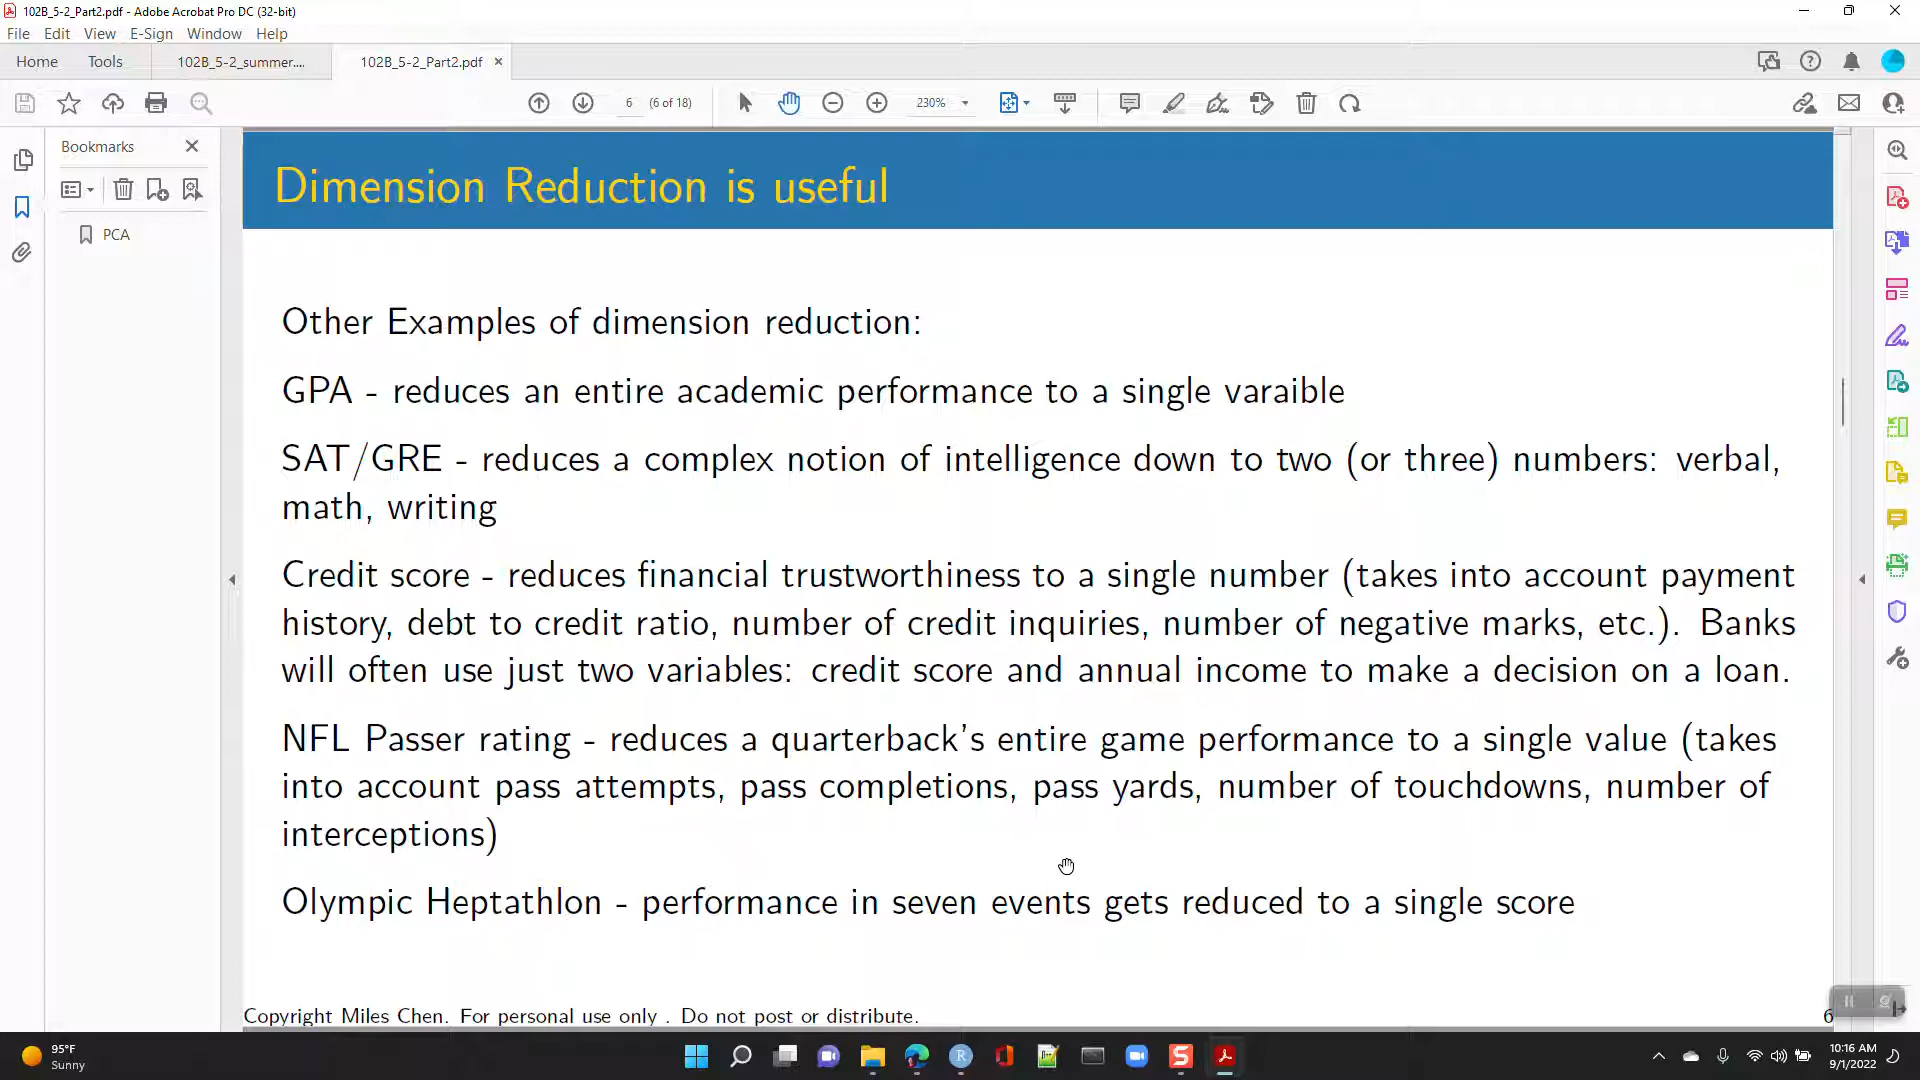 102B_5-2_Part2.pdf - Adobe Acrobat Pro DC (32-bit)
File Edit View E-Sign Window Help
Home Tools 102B_5-2_summer.... 102B_5-2_Part2.pdf
6 (6 of 18) 230%
Bookmarks
PCA
Dimension Reduction is useful
Other Examples of dimension reduction:
GPA - reduces an entire academic performance to a single varaible
SAT/GRE - reduces a complex notion of intelligence down to two (or three) numbers: verbal,
math, writing
Credit score - reduces financial trustworthiness to a single number (takes into account payment
history, debt to credit ratio, number of credit inquiries, number of negative marks, etc.). Banks
will often use just two variables: credit score and annual income to make a decision on a loan.
NFL Passer rating - reduces a quarterback's entire game performance to a single value (takes
into account pass attempts, pass completions, pass yards, number of touchdowns, number of
interceptions)
Olympic Heptathlon - performance in seven events gets reduced to a single score
Copyright Miles Chen. For personal use only . Do not post or distribute. 6
95°F
Sunny
10:16 AM
9/1/2022